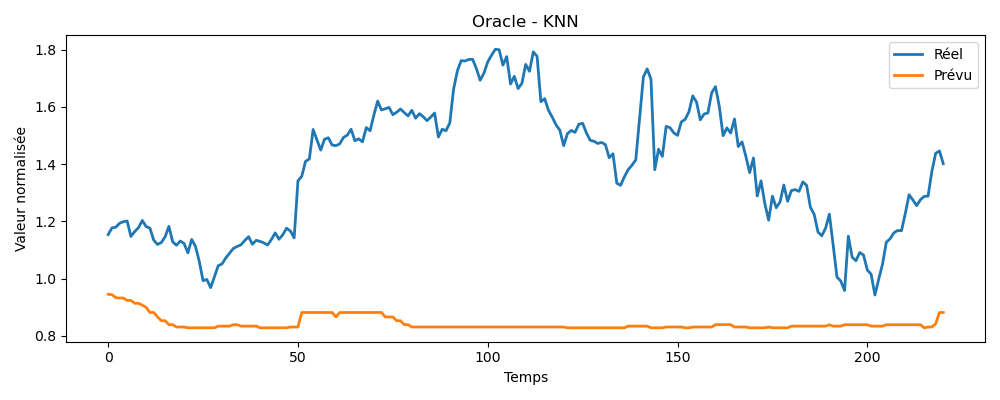 Oracle - KNN
Réel
Prévu
Valeur normalisée
1.8
1.6
1.4
1.2
1.0
0.8
0 50 100 150 200
Temps